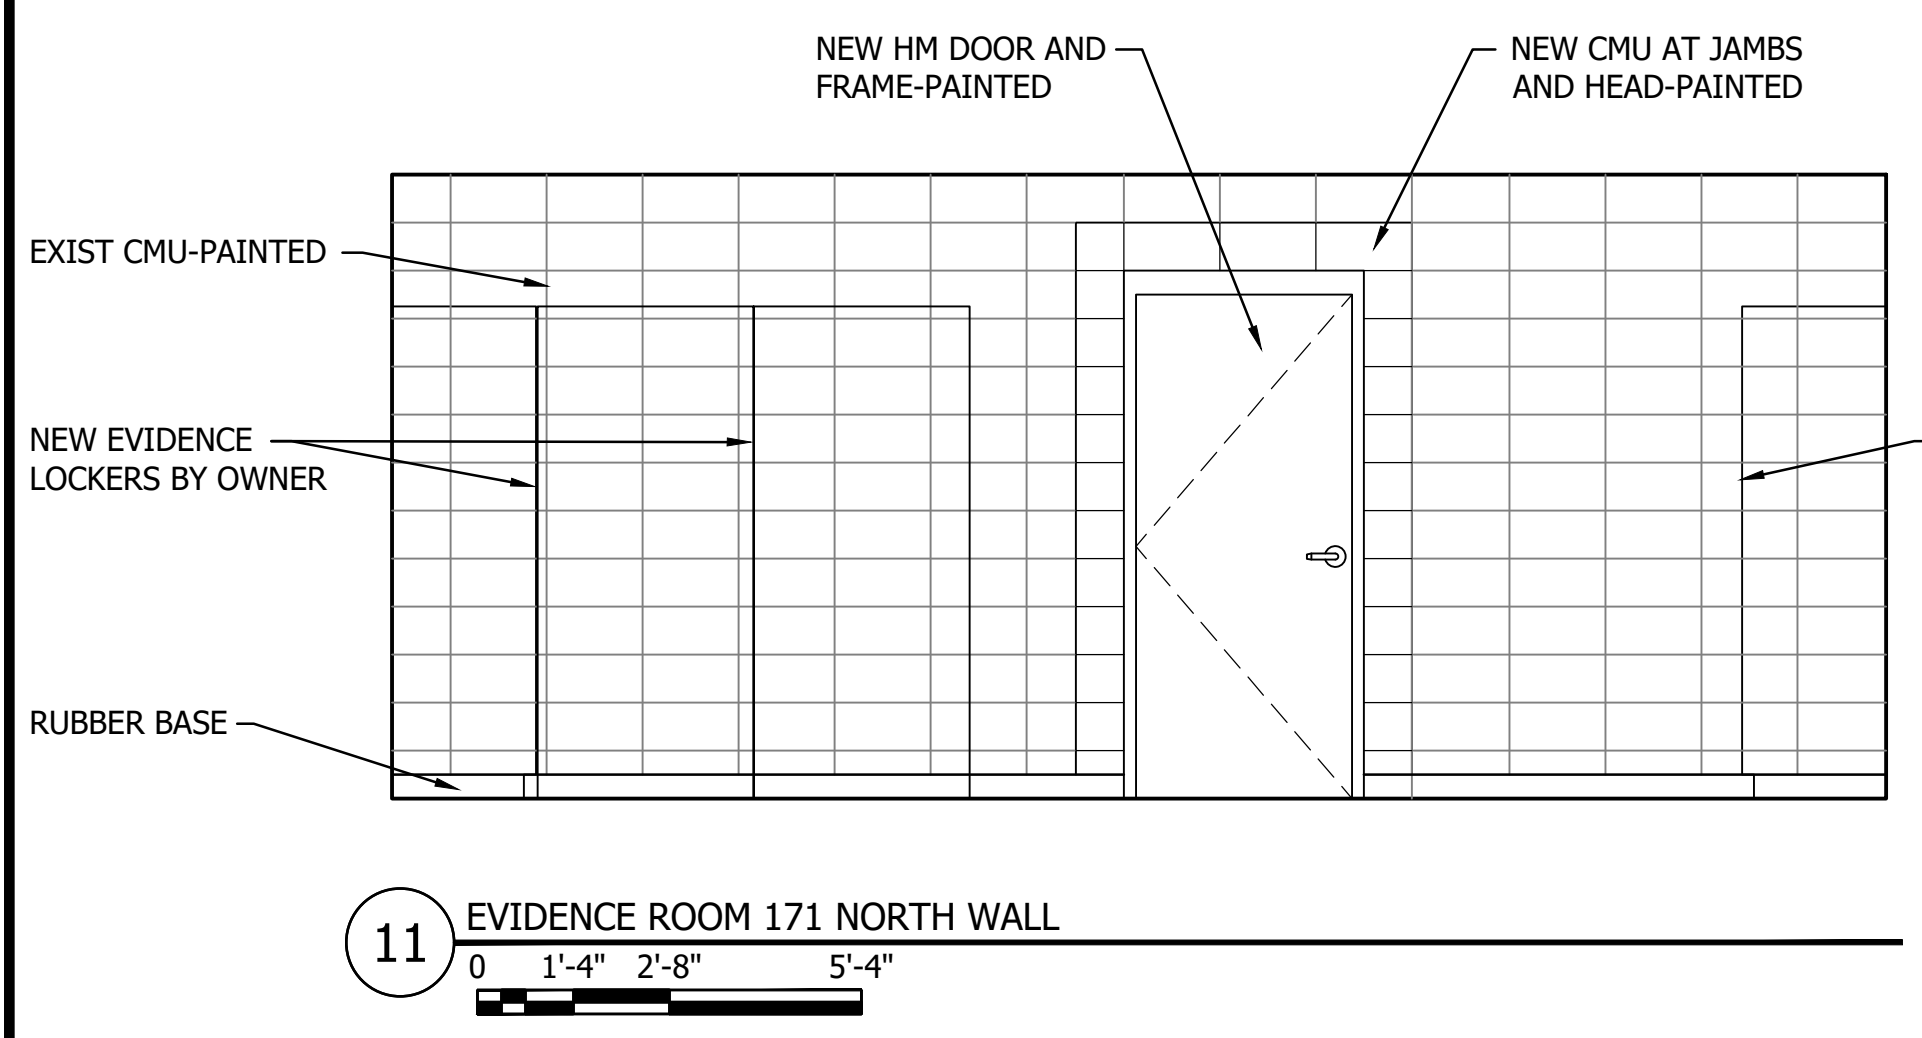 NEW HM DOOR AND
FRAME-PAINTED
NEW CMU AT JAMBS
AND HEAD-PAINTED
EXIST CMU-PAINTED
NEW EVIDENCE
LOCKERS BY OWNER
RUBBER BASE
11
EVIDENCE ROOM 171 NORTH WALL
0 1'-4" 2'-8" 5'-4"